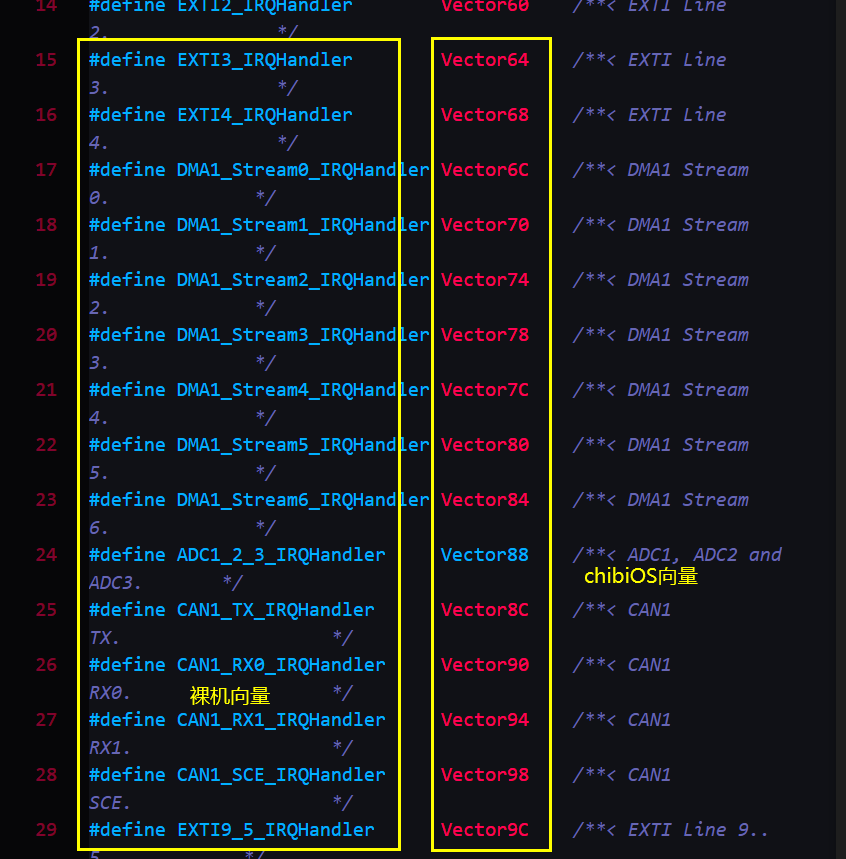 14 #define EXTI2_IRQHandler Vector60 /**< EXTI Line
2. */
15 #define EXTI3_IRQHandler Vector64 /**< EXTI Line
3. */
16 #define EXTI4_IRQHandler Vector68 /**< EXTI Line
4. */
17 #define DMA1_Stream0_IRQHandler Vector6C /**< DMA1 Stream
0. */
18 #define DMA1_Stream1_IRQHandler Vector70 /**< DMA1 Stream
1. */
19 #define DMA1_Stream2_IRQHandler Vector74 /**< DMA1 Stream
2. */
20 #define DMA1_Stream3_IRQHandler Vector78 /**< DMA1 Stream
3. */
21 #define DMA1_Stream4_IRQHandler Vector7C /**< DMA1 Stream
4. */
22 #define DMA1_Stream5_IRQHandler Vector80 /**< DMA1 Stream
5. */
23 #define DMA1_Stream6_IRQHandler Vector84 /**< DMA1 Stream
6. */
24 #define ADC1_2_3_IRQHandler Vector88 /**< ADC1, ADC2 and
chibiOS向量
ADC3. */
25 #define CAN1_TX_IRQHandler Vector8C /**< CAN1
TX. */
26 #define CAN1_RX0_IRQHandler Vector90 /**< CAN1
RX0. */
裸机向量
27 #define CAN1_RX1_IRQHandler Vector94 /**< CAN1
RX1. */
28 #define CAN1_SCE_IRQHandler Vector98 /**< CAN1
SCE. */
29 #define EXTI9_5_IRQHandler Vector9C /**< EXTI Line 9..
5. */